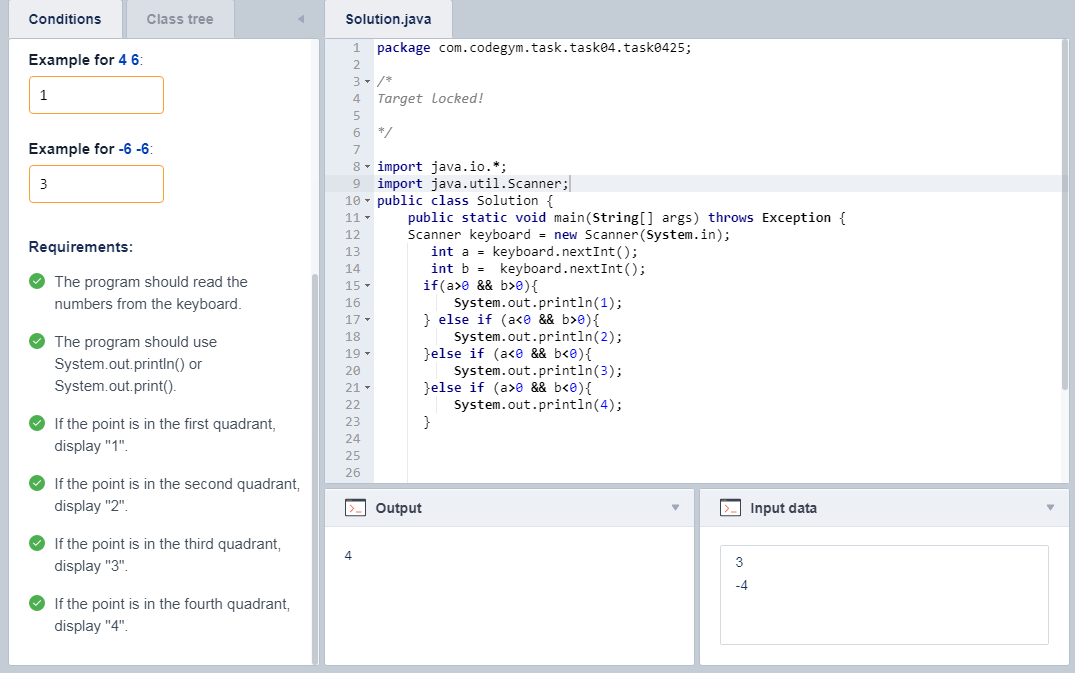 Conditions
Class tree
Example for 4 6:
1
Example for -6 -6:
3
Requirements:
The program should read the
numbers from the keyboard.
The program should use
System.out.println() or
System.out.print().
If the point is in the first quadrant,
display "1".
If the point is in the second quadrant,
display "2".
If the point is in the third quadrant,
display "3".
If the point is in the fourth quadrant,
display "4".
Solution.java
1 package com.codegym.task.task04.task0425;
2
3 /*
4 Target locked!
5
6 */
7
8 import java.io.*;
9 import java.util.Scanner;
10 public class Solution {
11     public static void main(String[] args) throws Exception {
12     Scanner keyboard = new Scanner(System.in);
13        int a = keyboard.nextInt();
14        int b =  keyboard.nextInt();
15       if(a>0 && b>0){
16           System.out.println(1);
17       } else if (a<0 && b>0){
18           System.out.println(2);
19       }else if (a<0 && b<0){
20           System.out.println(3);
21       }else if (a>0 && b<0){
22           System.out.println(4);
23       }
24
25
26
Output
4
Input data
3
-4